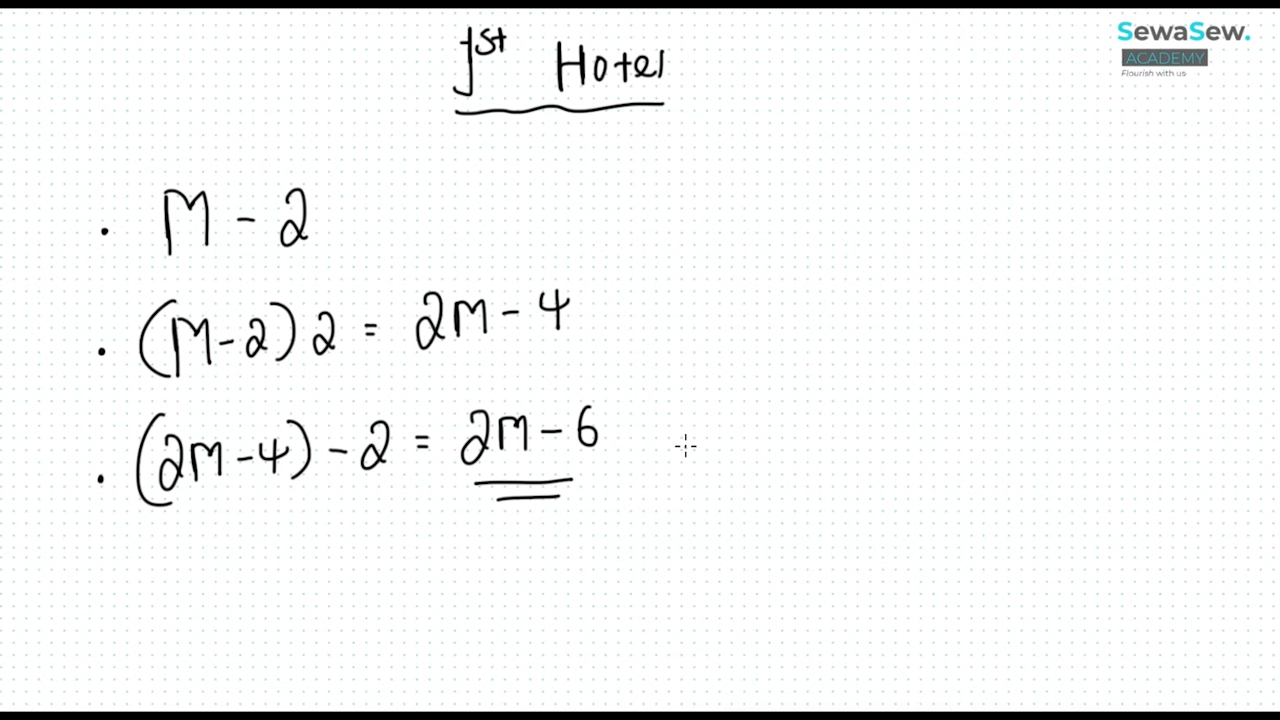 1st Hotel
SewaSew.
ACADEMY
Flourish with us
. M - 2
. (M-2) 2 = 2M - 4
. (2M - 4) - 2 = 2M - 6